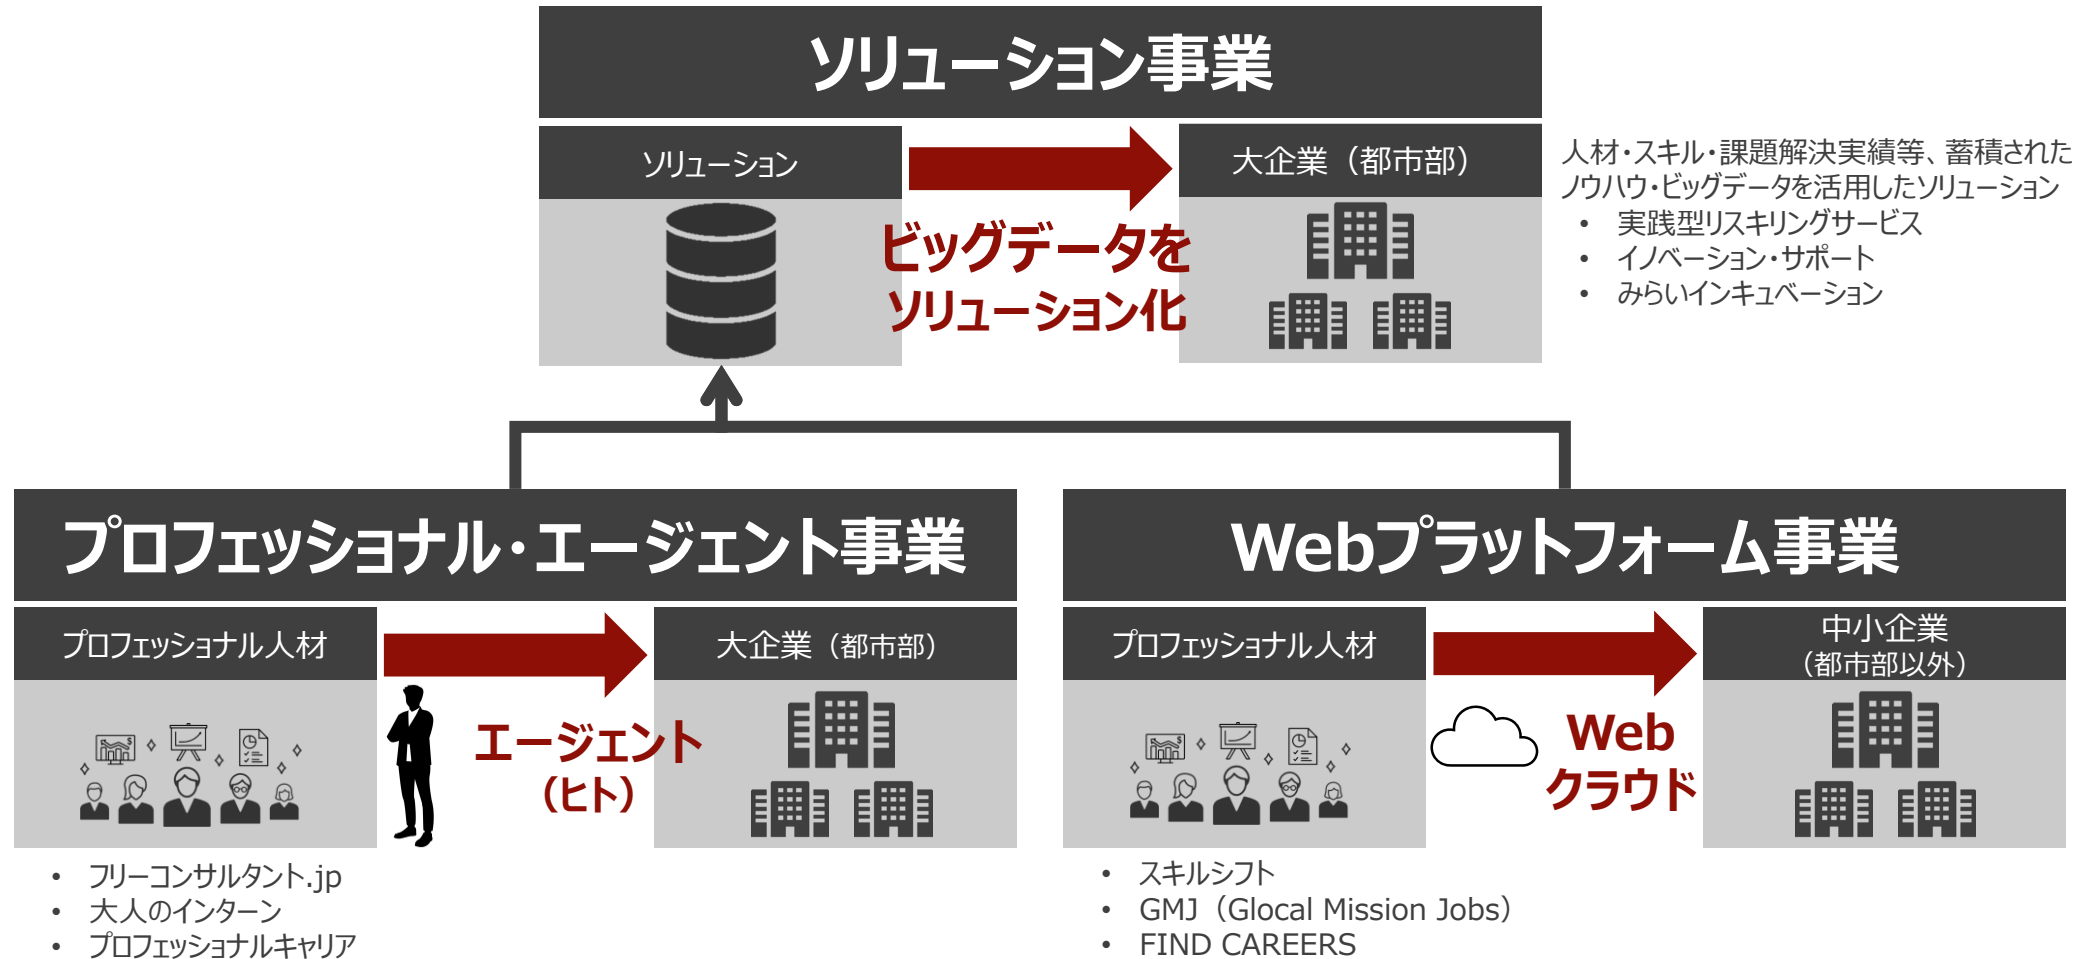 ソリューション事業
ソリューション
大企業（都市部）
ビッグデータを
ソリューション化
人材・スキル・課題解決実績等、蓄積された
ノウハウ・ビッグデータを活用したソリューション
• 実践型リスキリングサービス
• イノベーション・サポート
• みらいインキュベーション
プロフェッショナル・エージェント事業
プロフェッショナル人材
大企業（都市部）
エージェント
（ヒト）
• フリーコンサルタント.jp
• 大人のインターン
• プロフェッショナルキャリア
Webプラットフォーム事業
プロフェッショナル人材
中小企業
（都市部以外）
Web
クラウド
• スキルシフト
• GMJ（Glocal Mission Jobs）
• FIND CAREERS